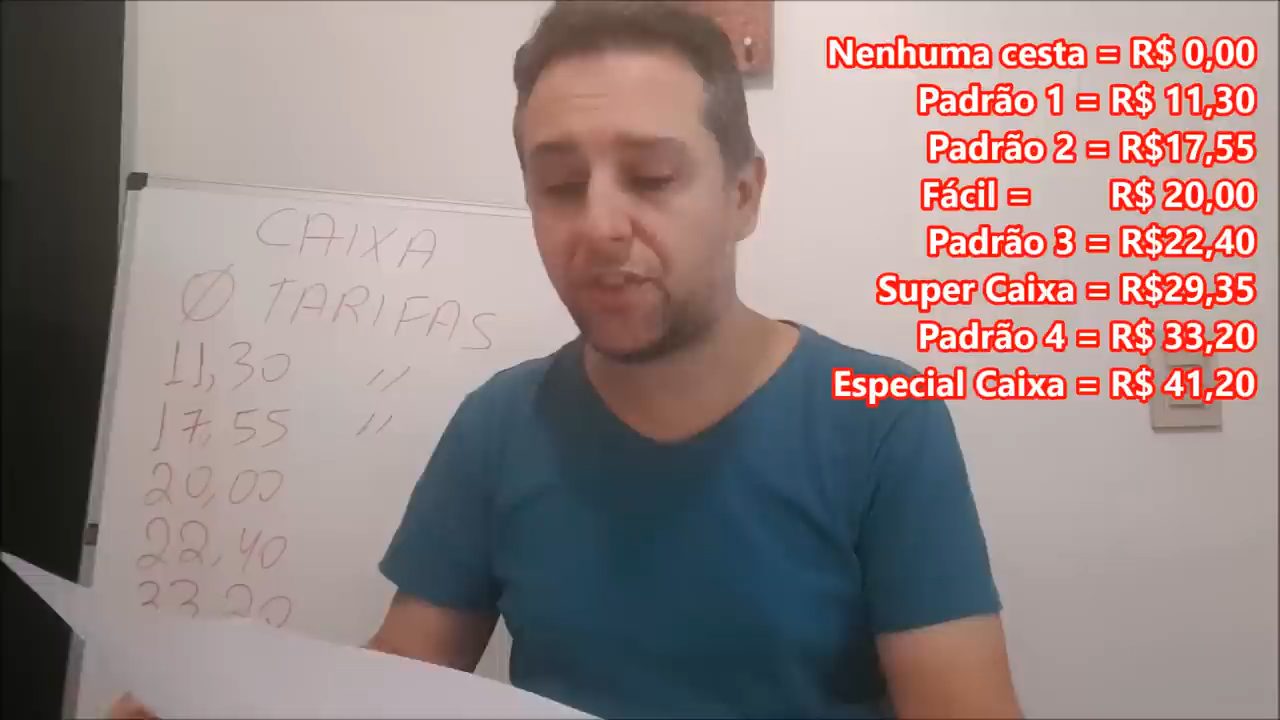 CAIXA
Ø TARIFAS
11,30 "
17,55 "
20,00
22,40
33,20
Nenhuma cesta = R$ 0,00
Padrão 1 = R$ 11,30
Padrão 2 = R$17,55
Fácil = R$ 20,00
Padrão 3 = R$22,40
Super Caixa = R$29,35
Padrão 4 = R$ 33,20
Especial Caixa = R$ 41,20